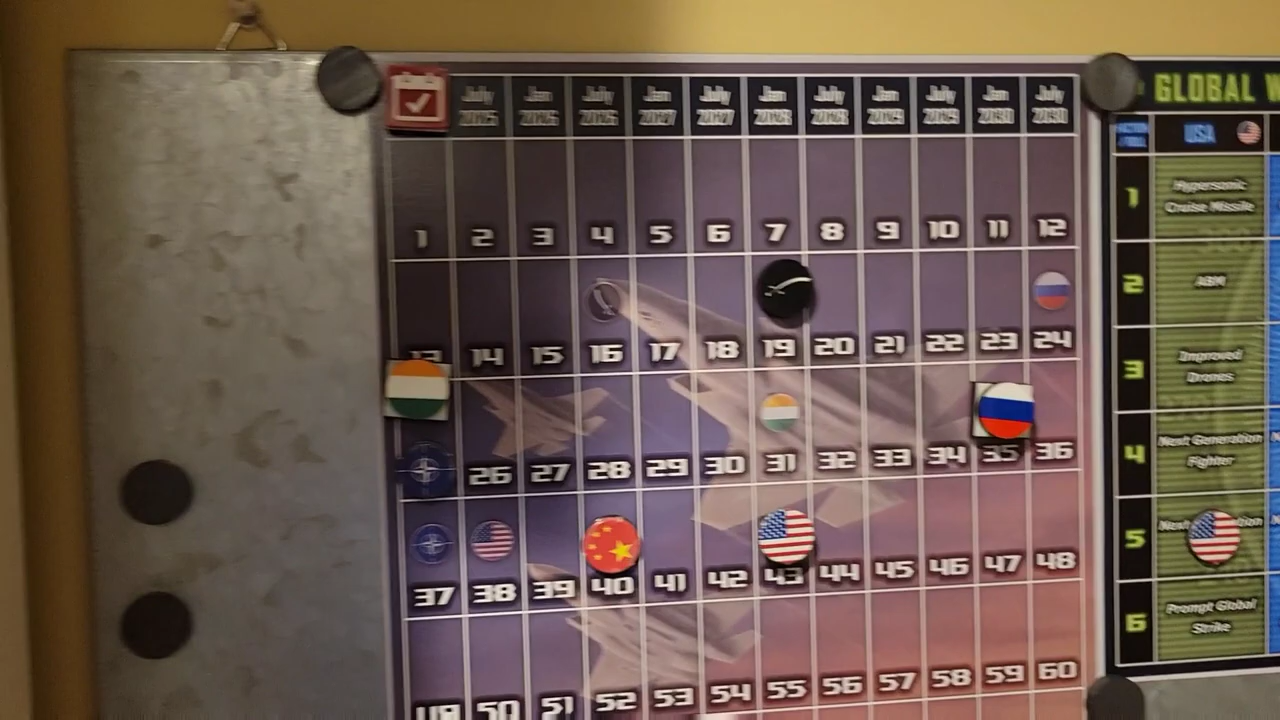 July Jan July Jan July Jan July Jan July Jan July
2025 2026 2026 2027 2027 2028 2028 2029 2029 2030 2030
1 2 3 4 5 6 7 8 9 10 11 12
13 14 15 16 17 18 19 20 21 22 23 24
26 27 28 29 30 31 32 33 34 35 36
37 38 39 40 41 42 43 44 45 46 47 48
49 50 51 52 53 54 55 56 57 58 59 60
GLOBAL W
USA
1 Hypersonic
Cruise Missile
2 ABM
3 Improved
Drones
4 Next Generation
Fighter
5 Next
6 Prompt Global
Strike